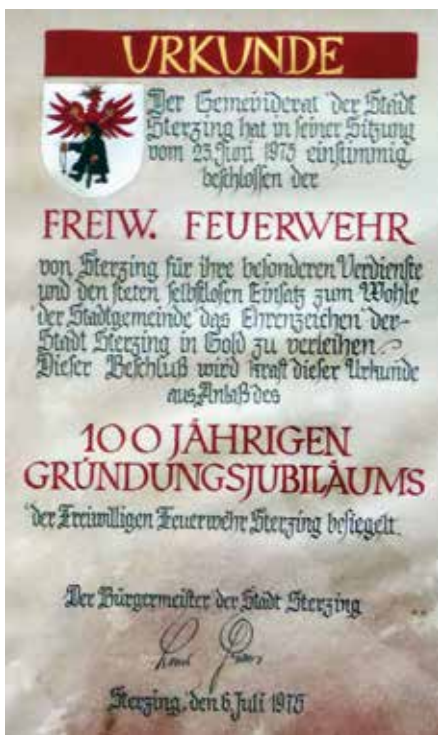 URKUNDE
Der Gemeinderat der Stadt
Sterzing hat in seiner Sitzung
vom 25. Juni 1975 einstimmig
beschlossen der
FREIW. FEUERWEHR
von Sterzing für ihre besonderen Verdienste
und den steten selbstlosen Einsatz zum Wohle
der Stadtgemeinde das Ehrenzeichen der-
Stadt Sterzing in Gold zu verleihen
Dieser Beschluß wird kraft dieser Urkunde
aus Anlaß des
100 JÄHRIGEN
GRÜNDUNGSJUBILÄUMS
der Freiwilligen Feuerwehr Sterzing besiegelt.
Der Bürgermeister der Stadt Sterzing
Sterzing, den 6. Juli 1975